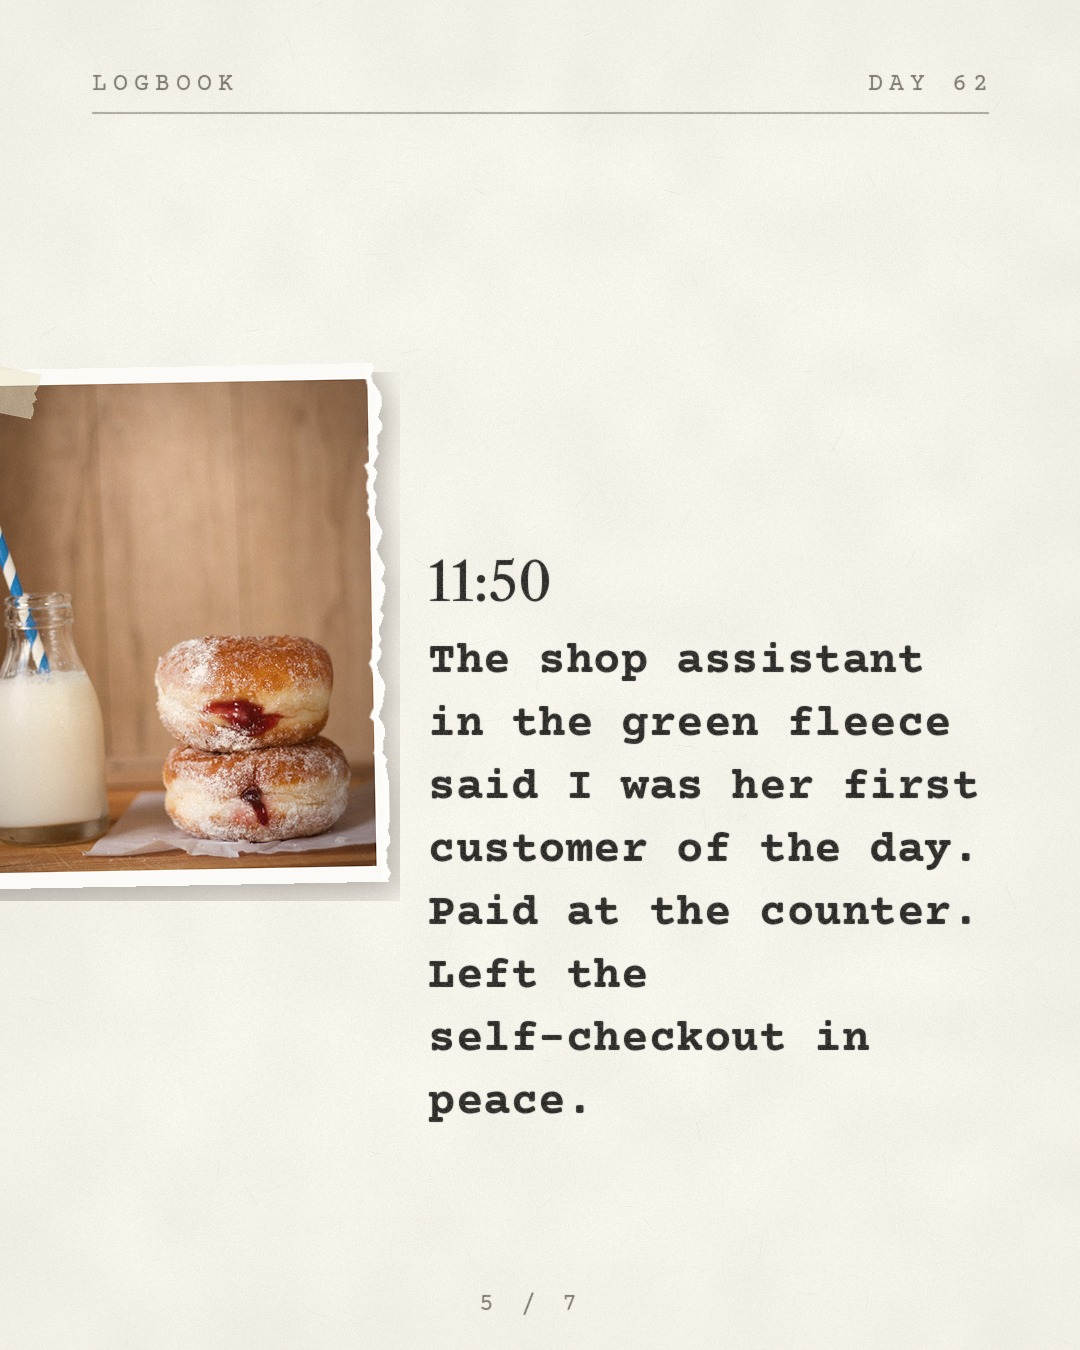 LOGBOOK
DAY 62
11:50
The shop assistant
in the green fleece
said I was her first
customer of the day.
Paid at the counter.
Left the
self-checkout in
peace.
5 / 7